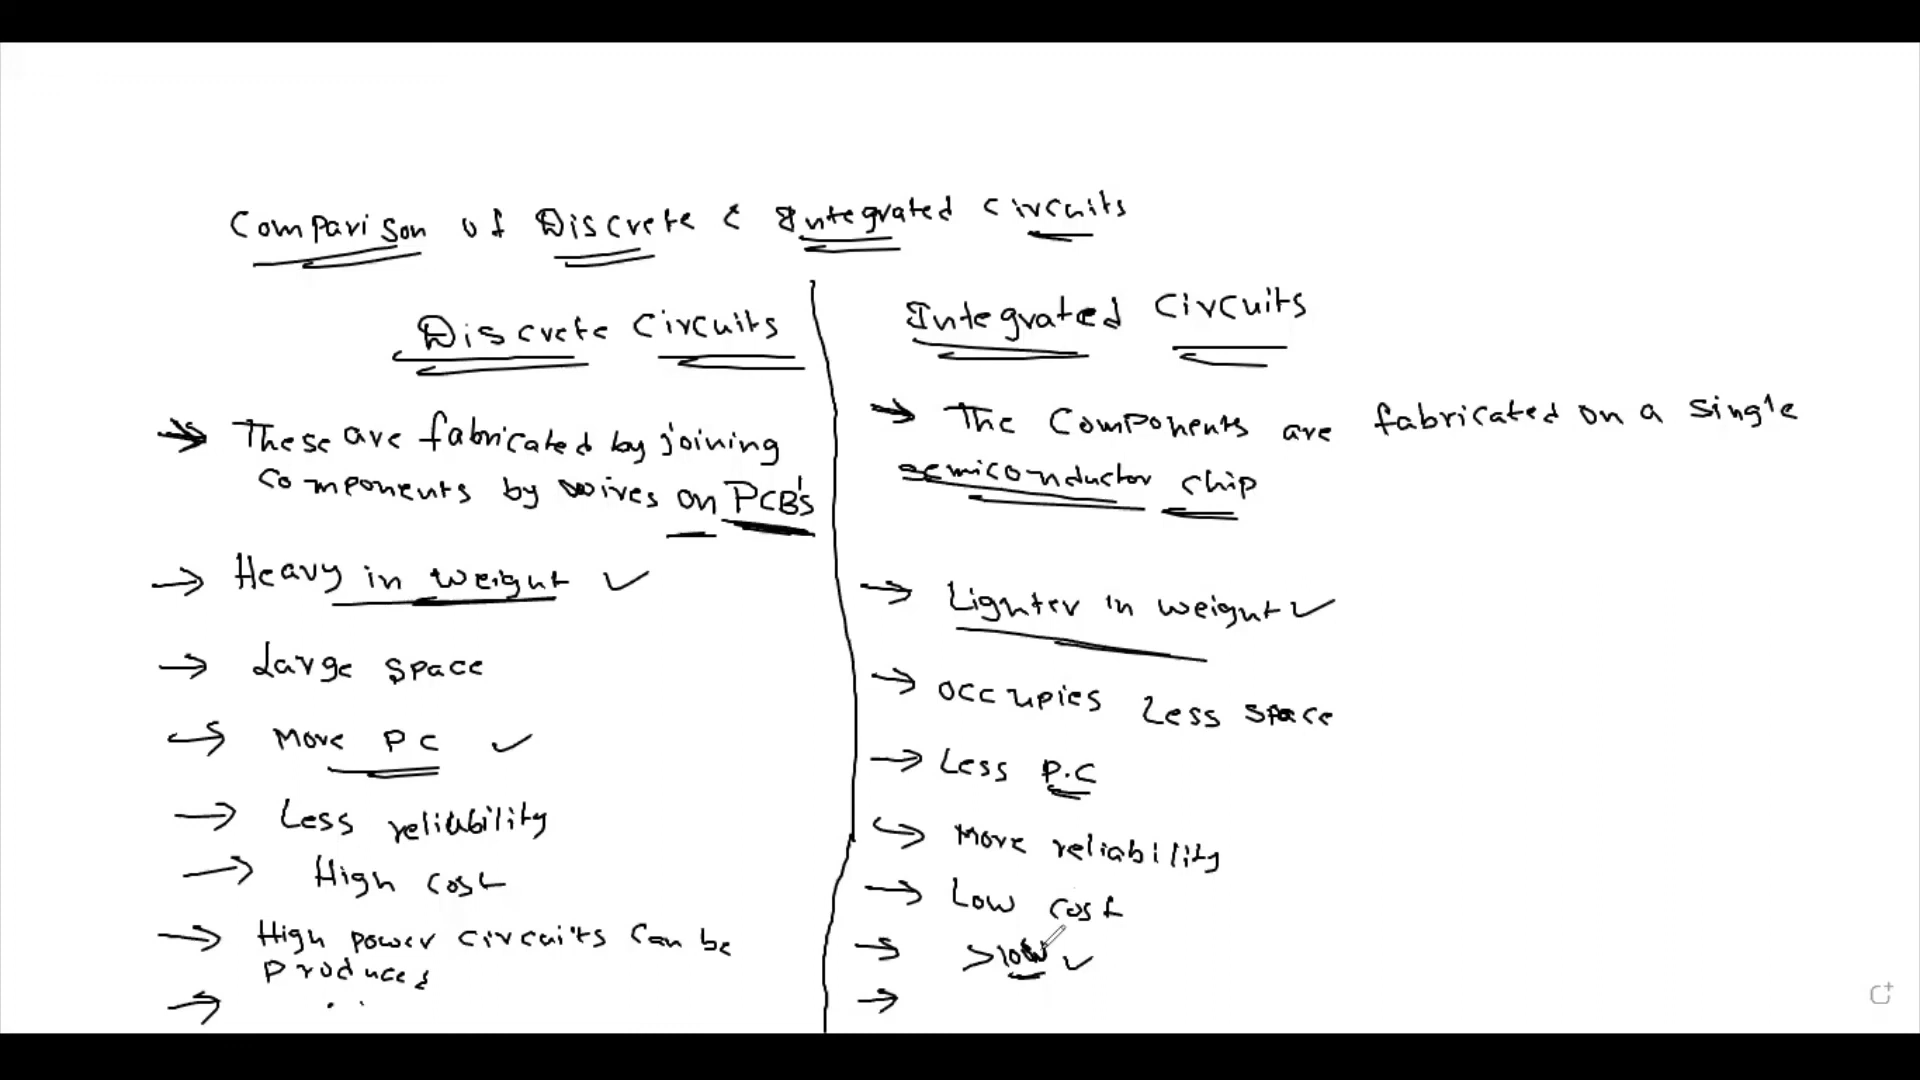 Comparison of Discrete & Integrated Circuits
Discrete Circuits
→ These are fabricated by joining
components by wires on PCB's
→ Heavy in weight ✓
→ Large space
→ More PC ✓
→ Less reliability
→ High cost
→ High power circuits can be
produced
→
Integrated Circuits
→ The Components are fabricated on a single
semiconductor chip
→ Lighter in weight ✓
→ occupies Less space
→ Less P.C
→ More reliability
→ Low cost
→ >10W ✓
→